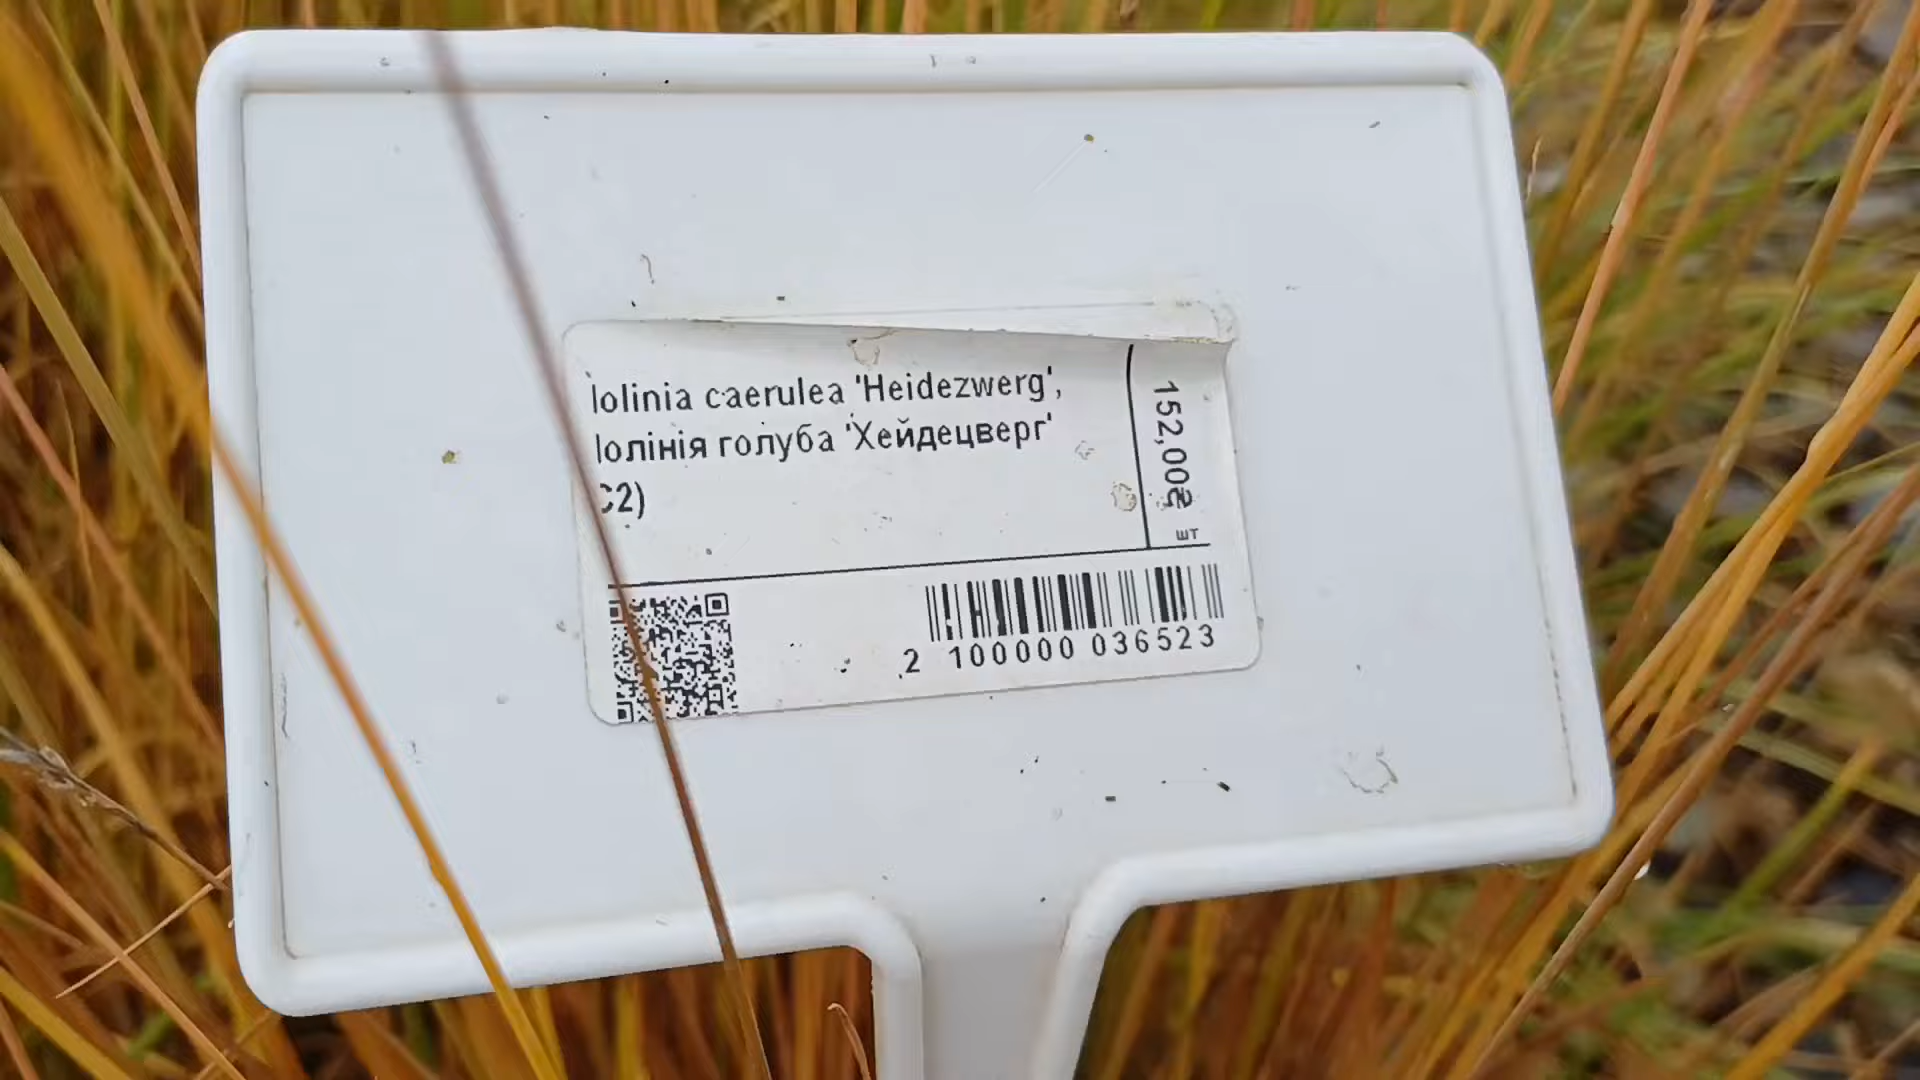 lolinia caerulea 'Heidezwerg',
lолінія голуба 'Хейдецверг'
C2)
152,00₴
шт
2 100000 036523